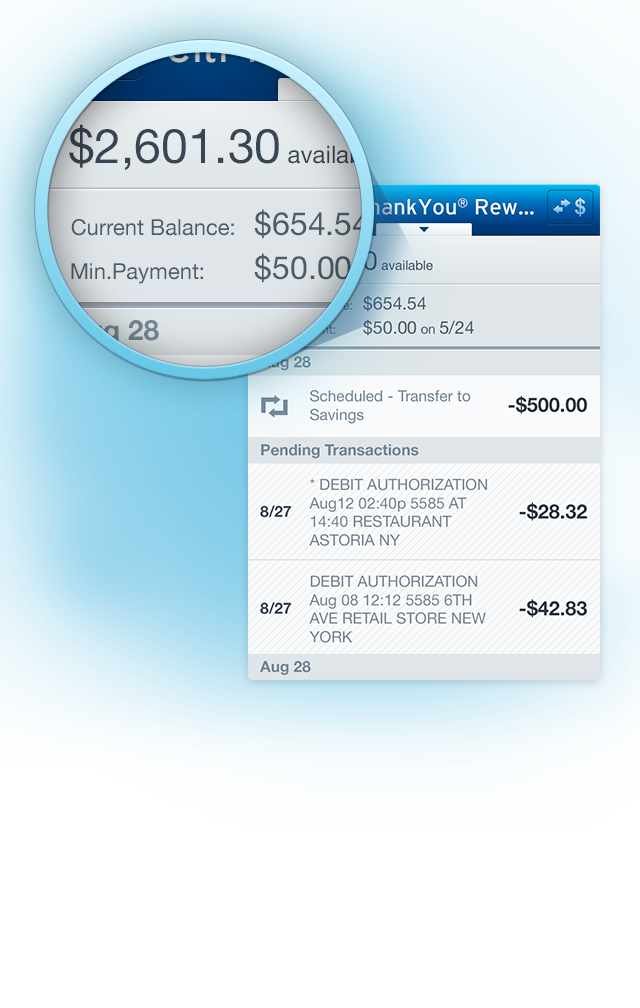 Citi
$2,601.30 available
Current Balance: $654.54
Min.Payment: $50.00
Aug 28
hankYou® Rew... $
0 available
e: $654.54
nt: $50.00 on 5/24
Aug 28
Scheduled - Transfer to
Savings
-$500.00
Pending Transactions
8/27
* DEBIT AUTHORIZATION
Aug12 02:40p 5585 AT
14:40 RESTAURANT
ASTORIA NY
-$28.32
8/27
DEBIT AUTHORIZATION
Aug 08 12:12 5585 6TH
AVE RETAIL STORE NEW
YORK
-$42.83
Aug 28